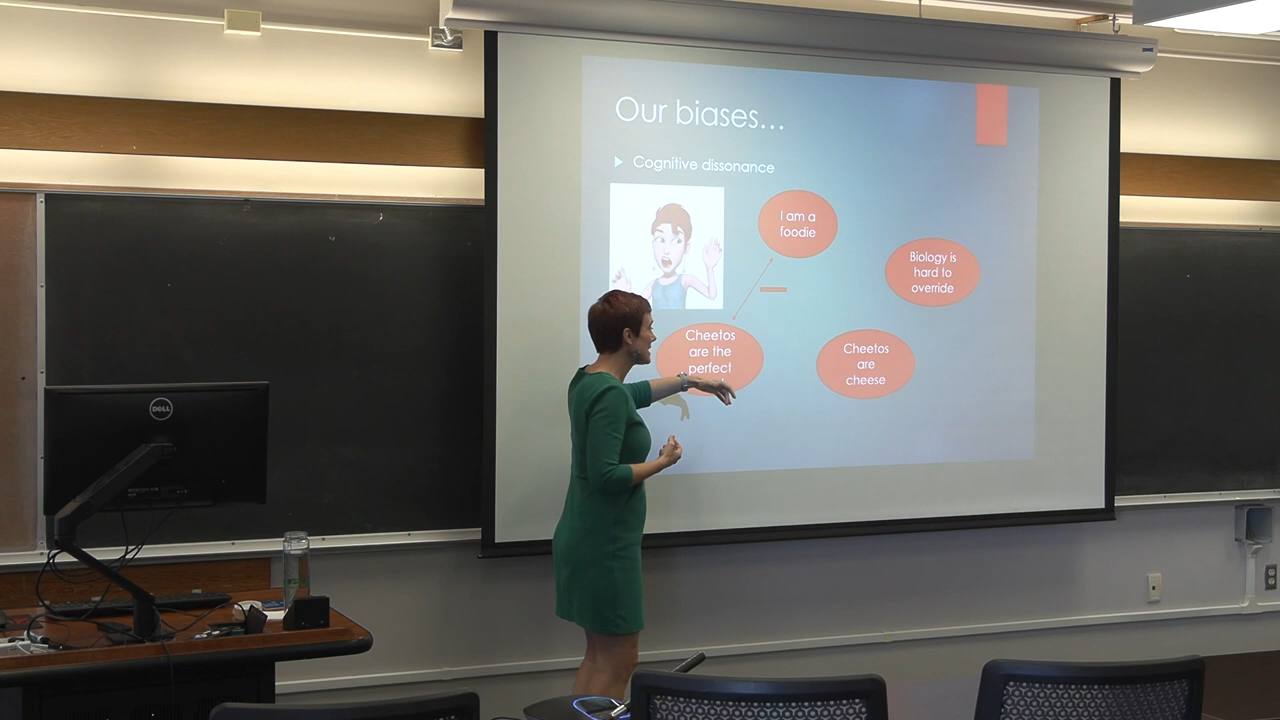 Our biases...
Cognitive dissonance
I am a
foodie
Biology is
hard to
override
Cheetos
are the
perfect
Cheetos
are
cheese
DELL